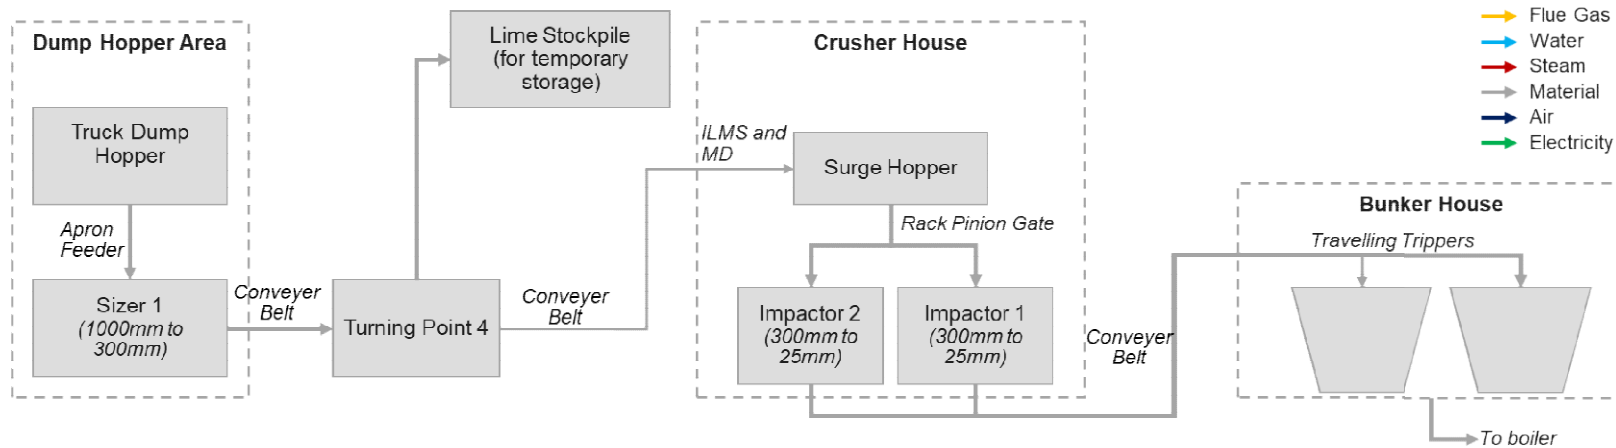 Dump Hopper Area
Truck Dump
Hopper
Apron
Feeder
Sizer 1
(1000mm to
300mm)
Conveyer
Belt
Turning Point 4
Lime Stockpile
(for temporary
storage)
Conveyer
Belt
Crusher House
ILMS and
MD
Surge Hopper
Rack Pinion Gate
Impactor 2
(300mm to
25mm)
Impactor 1
(300mm to
25mm)
Conveyer
Belt
Bunker House
Travelling Trippers
To boiler
Flue Gas
Water
Steam
Material
Air
Electricity